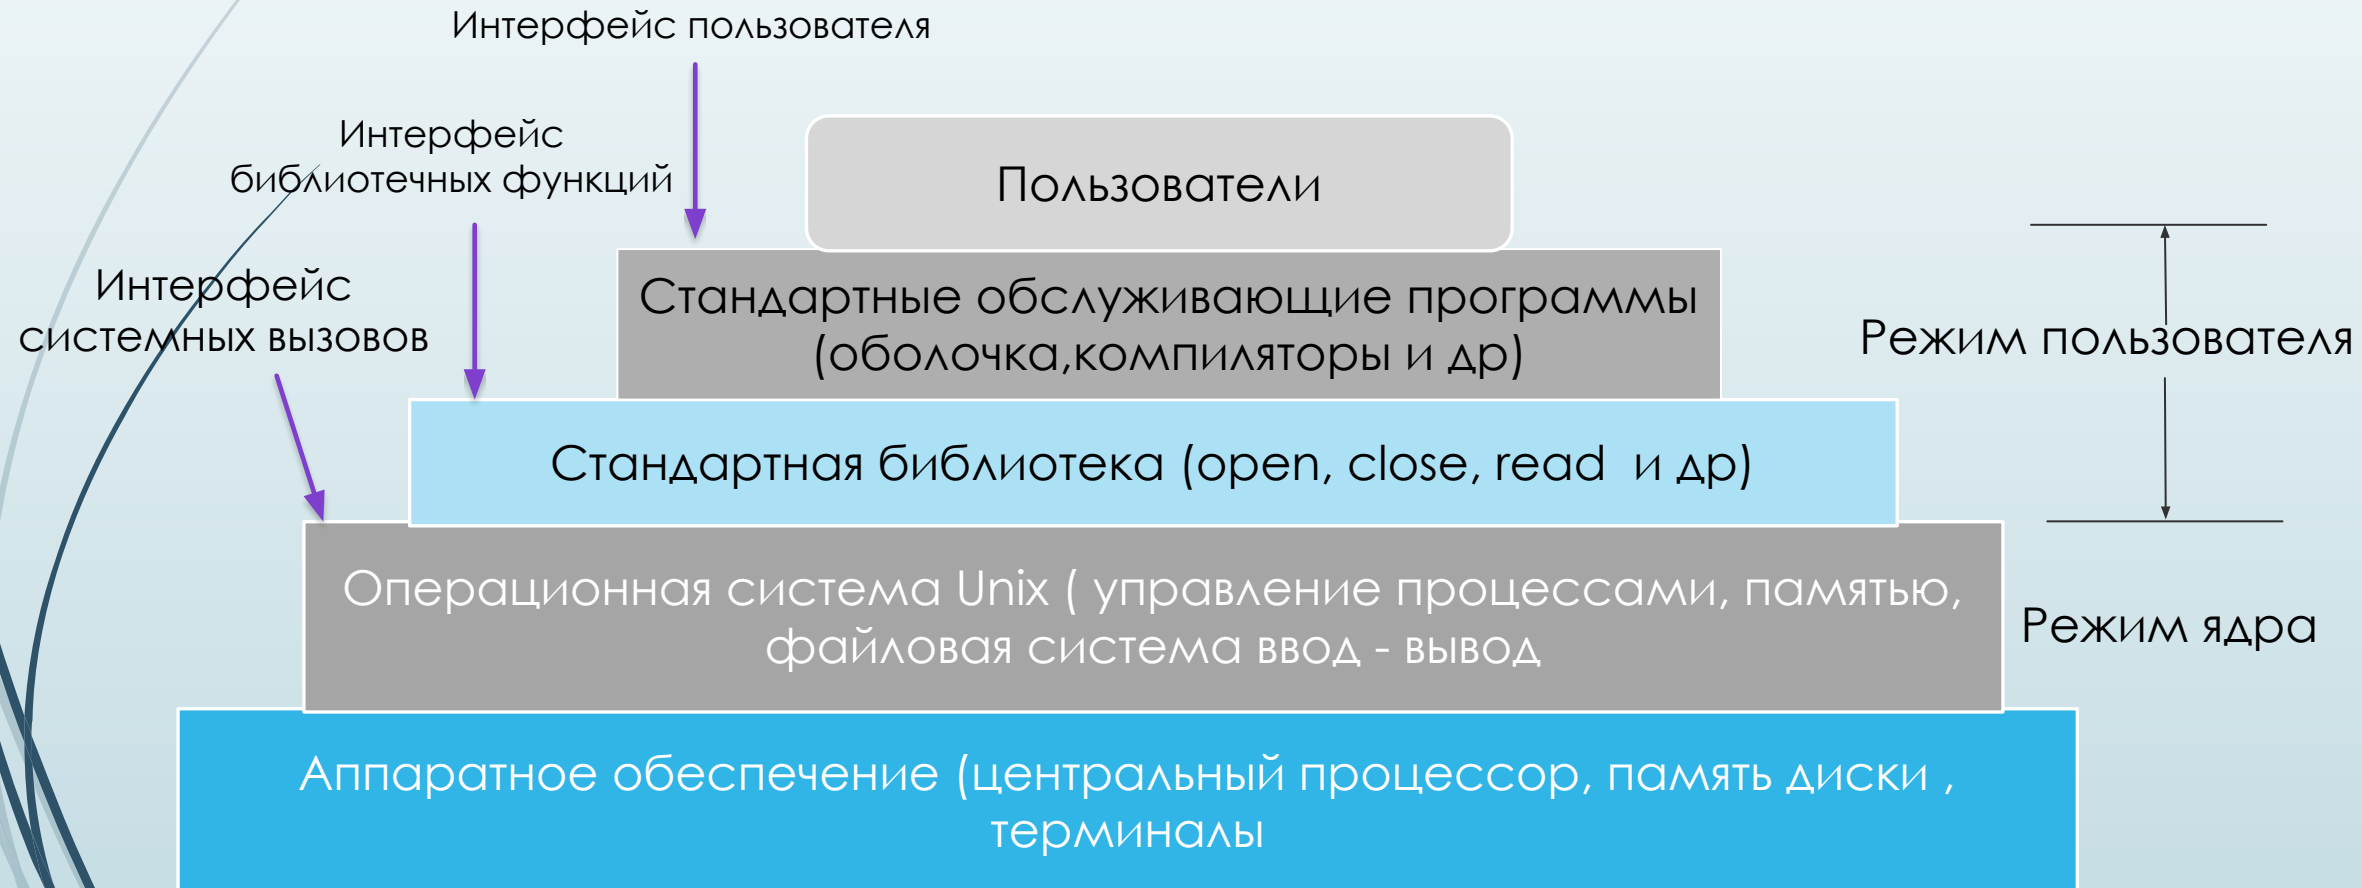 Интерфейс пользователя
Интерфейс
библиотечных функций
Пользователи
Интерфейс
системных вызовов
Стандартные обслуживающие программы
(оболочка,компиляторы и др)
Режим пользователя
Стандартная библиотека (open, close, read и др)
Операционная система Unix ( управление процессами, памятью,
файловая система ввод - вывод
Режим ядра
Аппаратное обеспечение (центральный процессор, память диски ,
терминалы